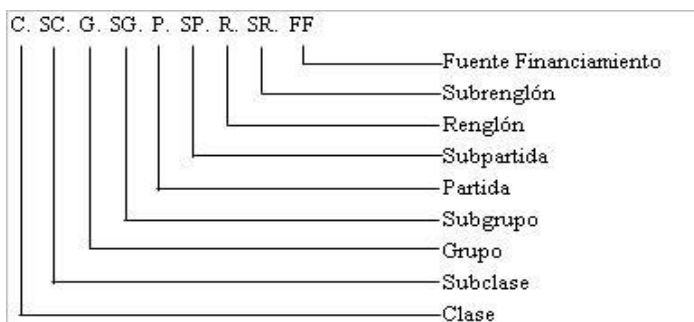 C. SC. G. SG. P. SP. R. SR. FF
Fuente Financiamiento
Subrenglón
Renglón
Subpartida
Partida
Subgrupo
Grupo
Subclase
Clase